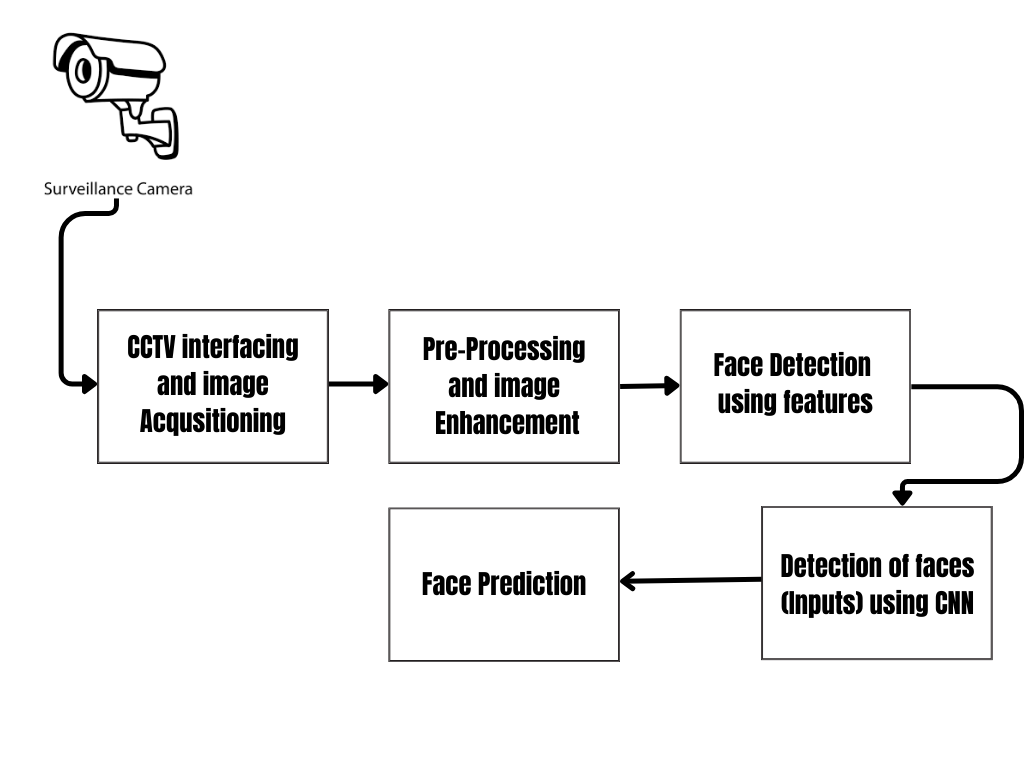 Surveillance Camera
CCTV interfacing
and image
Acqusitioning
Pre-Processing
and image
Enhancement
Face Detection
using features
Detection of faces
(Inputs) using CNN
Face Prediction